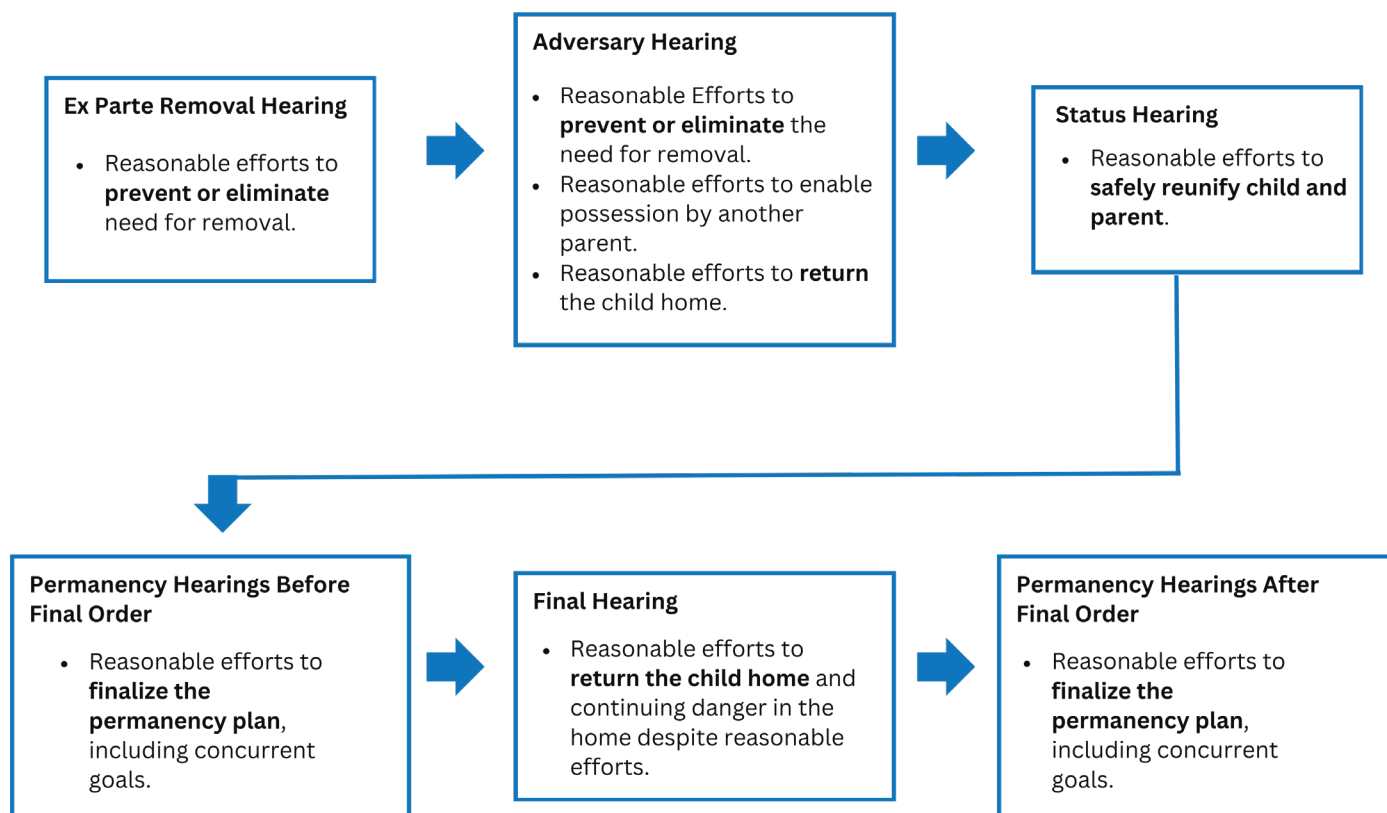 Ex Parte Removal Hearing
• Reasonable efforts to
prevent or eliminate
need for removal.
Adversary Hearing
• Reasonable Efforts to
prevent or eliminate the
need for removal.
• Reasonable efforts to enable
possession by another
parent.
• Reasonable efforts to return
the child home.
Status Hearing
• Reasonable efforts to
safely reunify child and
parent.
Permanency Hearings Before
Final Order
• Reasonable efforts to
finalize the
permanency plan,
including concurrent
goals.
Final Hearing
• Reasonable efforts to
return the child home and
continuing danger in the
home despite reasonable
efforts.
Permanency Hearings After
Final Order
• Reasonable efforts to
finalize the
permanency plan,
including concurrent
goals.